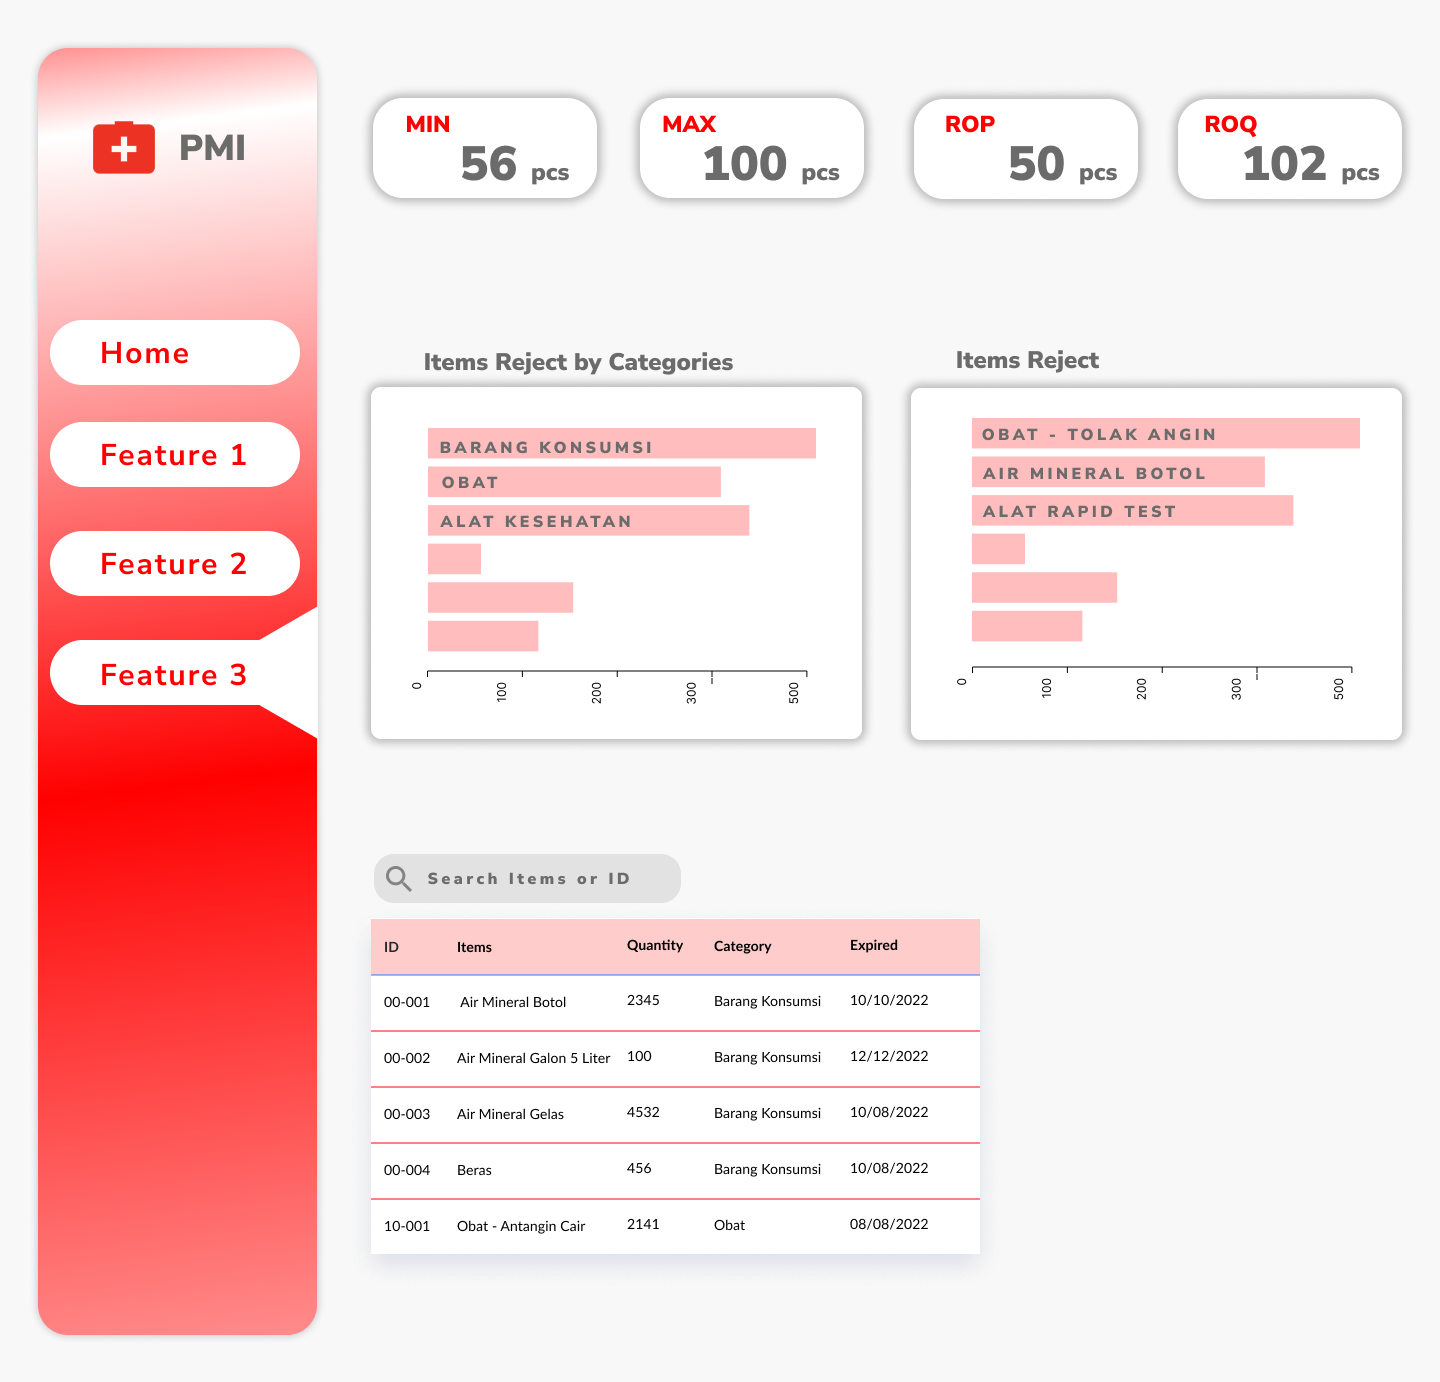 PMI
Home
Feature 1
Feature 2
Feature 3
MIN
56 pcs
MAX
100 pcs
ROP
50 pcs
ROQ
102 pcs
Items Reject by Categories
BARANG KONSUMSI
OBAT
ALAT KESEHATAN
0 100 200 300 500
Items Reject
OBAT - TOLAK ANGIN
AIR MINERAL BOTOL
ALAT RAPID TEST
0 100 200 300 500
Search Items or ID
ID Items Quantity Category Expired
00-001 Air Mineral Botol 2345 Barang Konsumsi 10/10/2022
00-002 Air Mineral Galon 5 Liter 100 Barang Konsumsi 12/12/2022
00-003 Air Mineral Gelas 4532 Barang Konsumsi 10/08/2022
00-004 Beras 456 Barang Konsumsi 10/08/2022
10-001 Obat - Antangin Cair 2141 Obat 08/08/2022